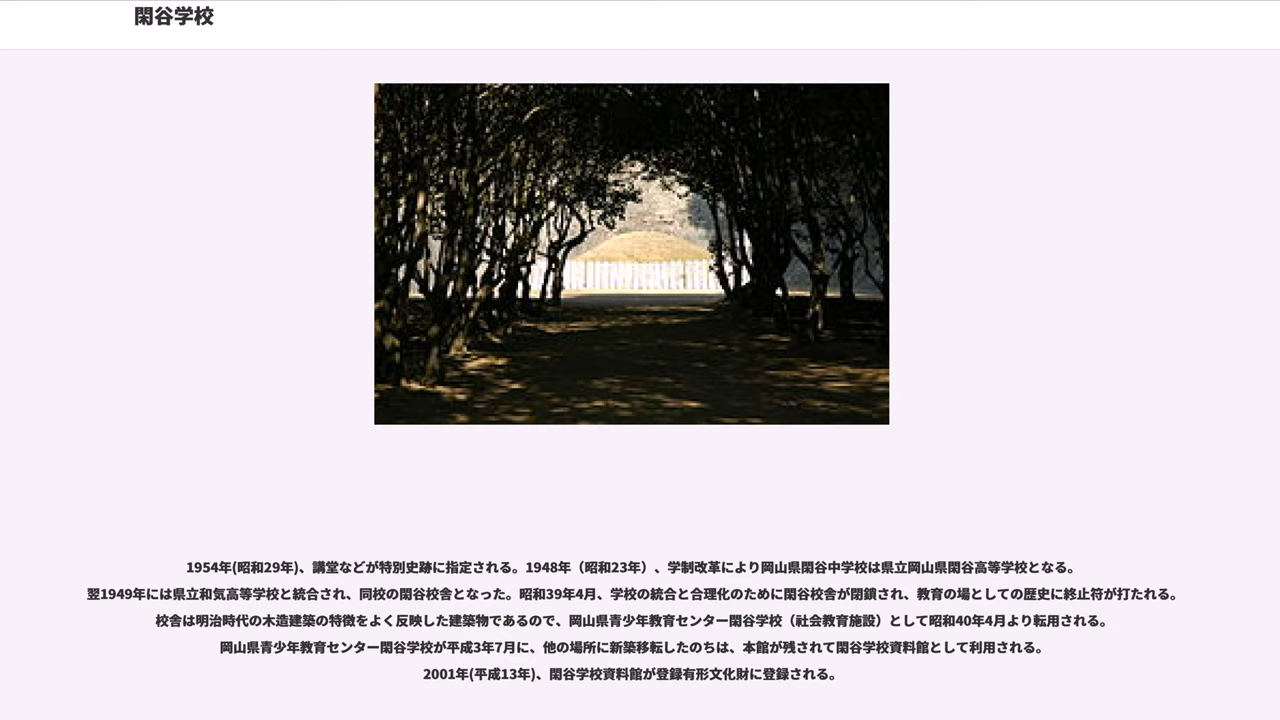 閑谷学校
1954年(昭和29年)、講堂などが特別史跡に指定される。1948年（昭和23年）、学制改革により岡山県閑谷中学校は県立岡山県閑谷高等学校となる。
翌1949年には県立和気高等学校と統合され、同校の閑谷校舎となった。昭和39年4月、学校の統合と合理化のために閑谷校舎が閉鎖され、教育の場としての歴史に終止符が打たれる。
校舎は明治時代の木造建築の特徴をよく反映した建築物であるので、岡山県青少年教育センター閑谷学校（社会教育施設）として昭和40年4月より転用される。
岡山県青少年教育センター閑谷学校が平成3年7月に、他の場所に新築移転したのちは、本館が残されて閑谷学校資料館として利用される。
2001年(平成13年)、閑谷学校資料館が登録有形文化財に登録される。